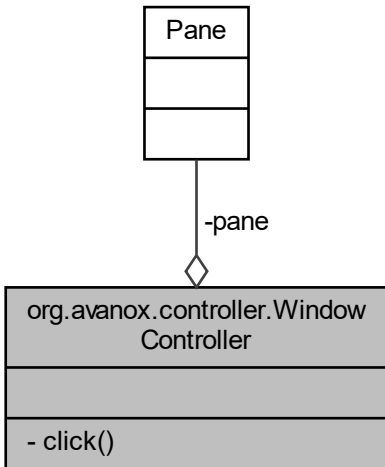 Pane
-pane
org.avanox.controller.Window
Controller
- click()